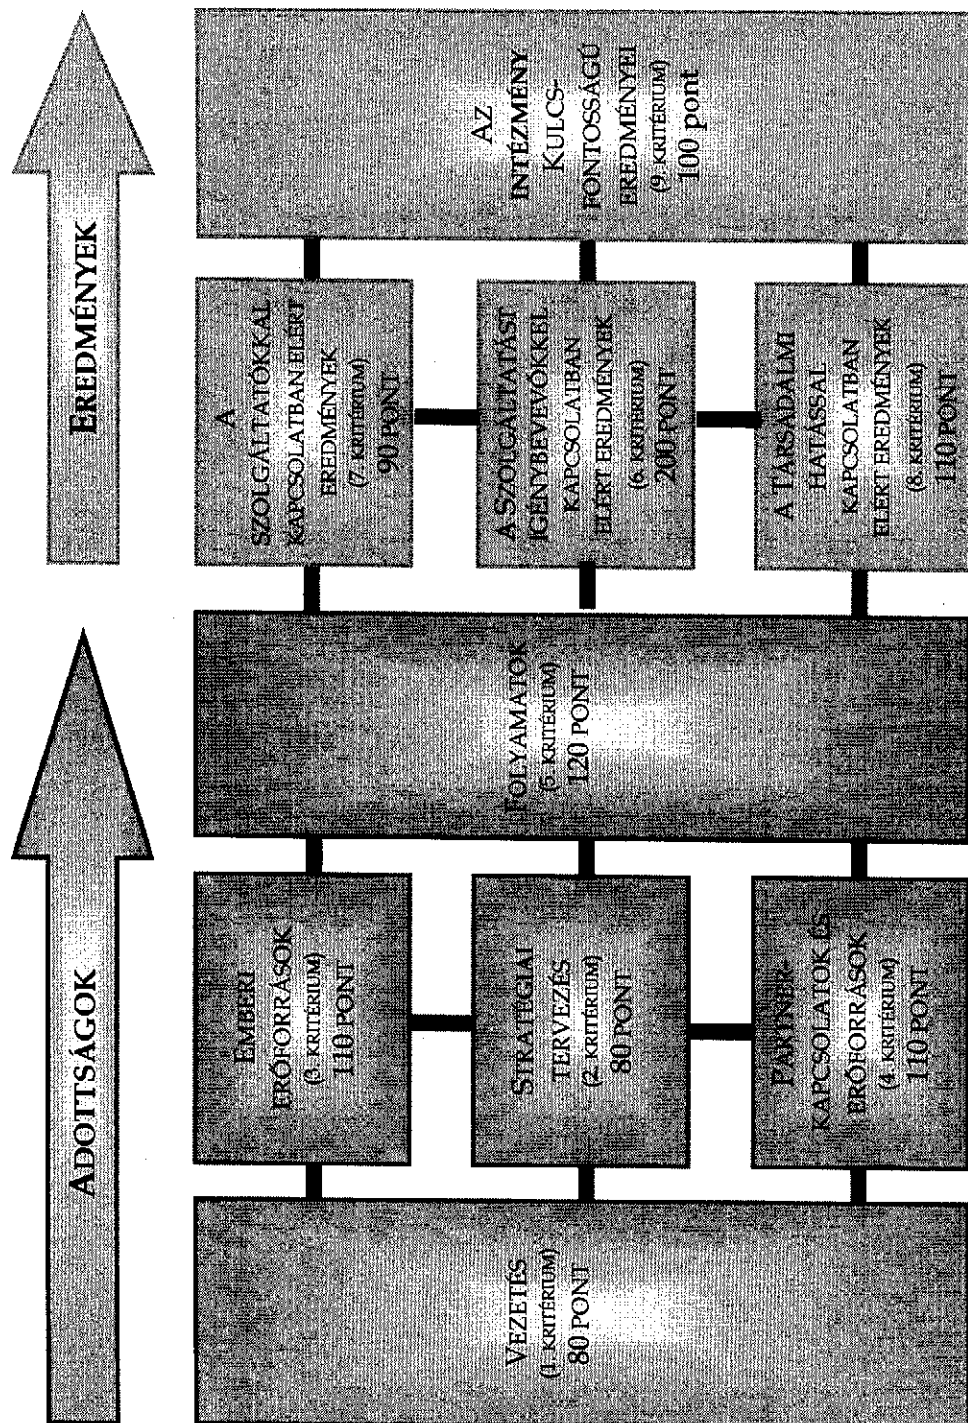 ADOTTSÁGOK
EREDMÉNYEK
VEZETÉS
(1. KRITÉRIUM)
80 PONT
EMBERI
ERŐFORRÁSOK
(3. KRITÉRIUM)
110 PONT
STRATÉGIAI
TERVEZÉS
(2. KRITÉRIUM)
80 PONT
PARTNER-
KAPCSOLATOK ÉS
ERŐFORRÁSOK
(4. KRITÉRIUM)
110 PONT
FOLYAMATOK
(5. KRITÉRIUM)
120 PONT
A
SZOLGÁLTATÓKKAL
KAPCSOLATBAN ELÉRT
EREDMÉNYEK
(7. KRITÉRIUM)
90 PONT
A SZOLGÁLTATÁST
IGÉNYBEVEVŐKKEL
KAPCSOLATBAN
ELÉRT EREDMÉNYEK
(6. KRITÉRIUM)
200 PONT
A TÁRSADALMI
HATÁSSAL
KAPCSOLATBAN
ELÉRT EREDMÉNYEK
(8. KRITÉRIUM)
110 PONT
AZ
INTÉZMÉNY
KULCS-
FONTOSSÁGÚ
EREDMÉNYEI
(9. KRITÉRIUM)
100 pont